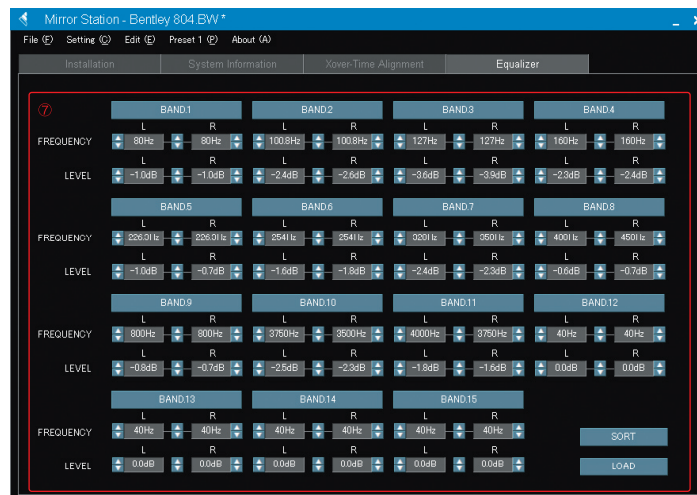 Mirror Station - Bentley 804.BW *
File (F) Setting (C) Edit (E) Preset 1 (P) About (A)
Installation System Information Xover-Time Alignment Equalizer
⑦ BAND.1 BAND.2 BAND.3 BAND.4
L R L R L R L R
FREQUENCY 80Hz 80Hz 100.8Hz 100.8Hz 127Hz 127Hz 160Hz 160Hz
L R L R L R L R
LEVEL -1.0dB -1.0dB -2.4dB -2.6dB -3.6dB -3.9dB -2.3dB -2.4dB
BAND.5 BAND.6 BAND.7 BAND.8
L R L R L R L R
FREQUENCY 226.3Hz 226.3Hz 254Hz 254Hz 320Hz 350Hz 400Hz 450Hz
L R L R L R L R
LEVEL -1.0dB -0.7dB -1.6dB -1.8dB -2.4dB -2.3dB -0.6dB -0.7dB
BAND.9 BAND.10 BAND.11 BAND.12
L R L R L R L R
FREQUENCY 800Hz 800Hz 3750Hz 3500Hz 4000Hz 3750Hz 40Hz 40Hz
L R L R L R L R
LEVEL -0.8dB -0.7dB -2.5dB -2.3dB -1.8dB -1.6dB 0.0dB 0.0dB
BAND.13 BAND.14 BAND.15
L R L R L R
FREQUENCY 40Hz 40Hz 40Hz 40Hz 40Hz 40Hz
SORT
L R L R L R
LEVEL 0.0dB 0.0dB 0.0dB 0.0dB 0.0dB 0.0dB LOAD